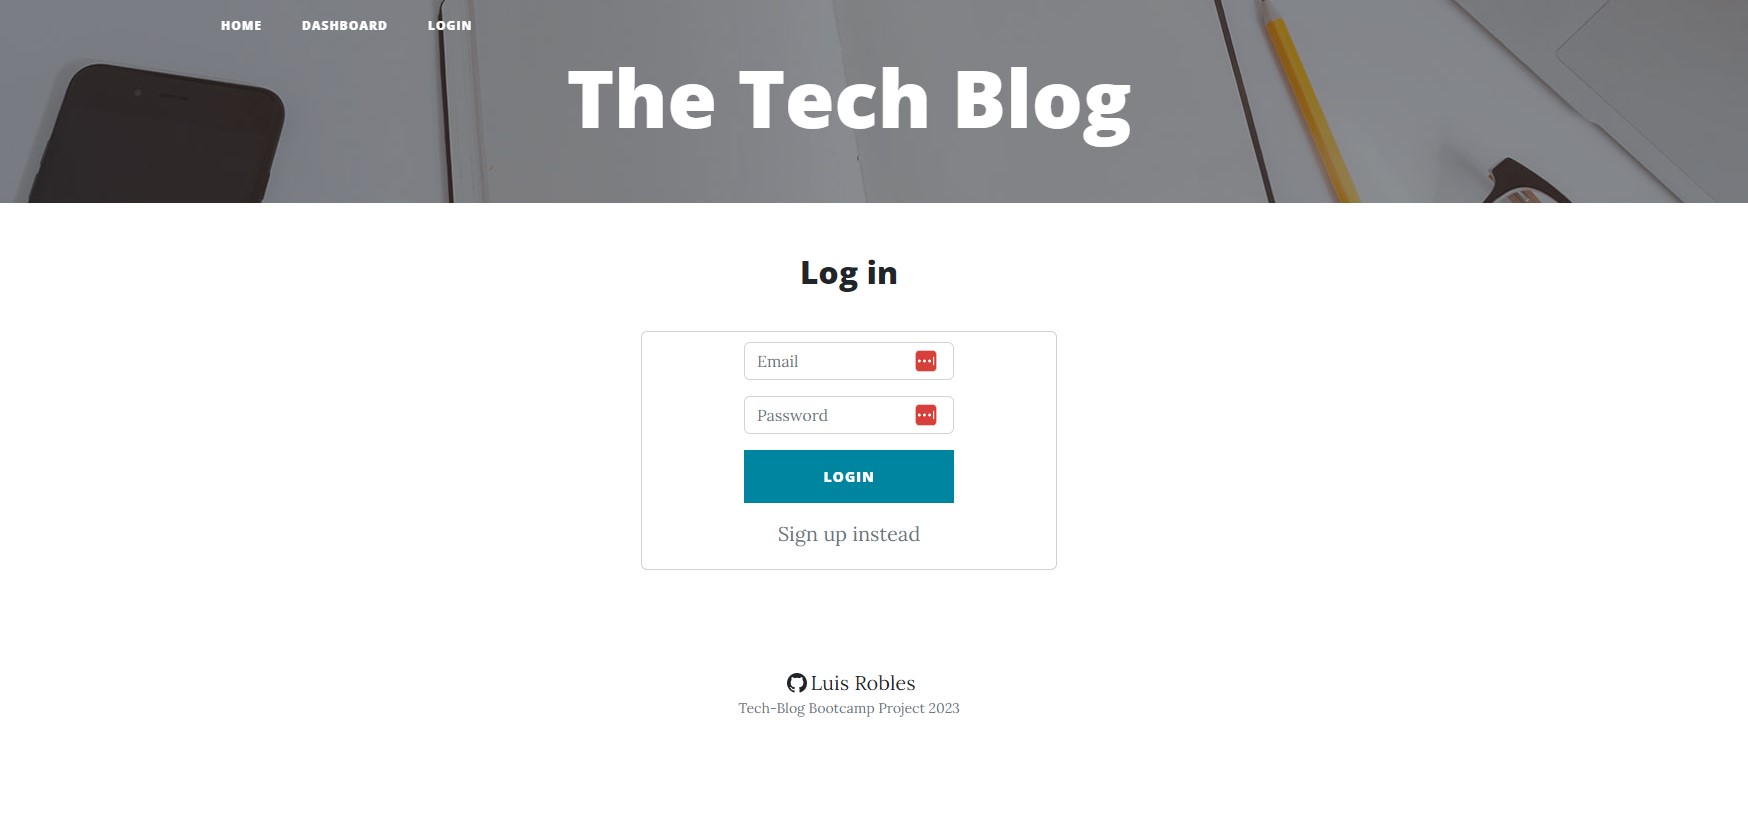 HOME DASHBOARD LOGIN
The Tech Blog
Log in
Email
Password
LOGIN
Sign up instead
Luis Robles
Tech-Blog Bootcamp Project 2023